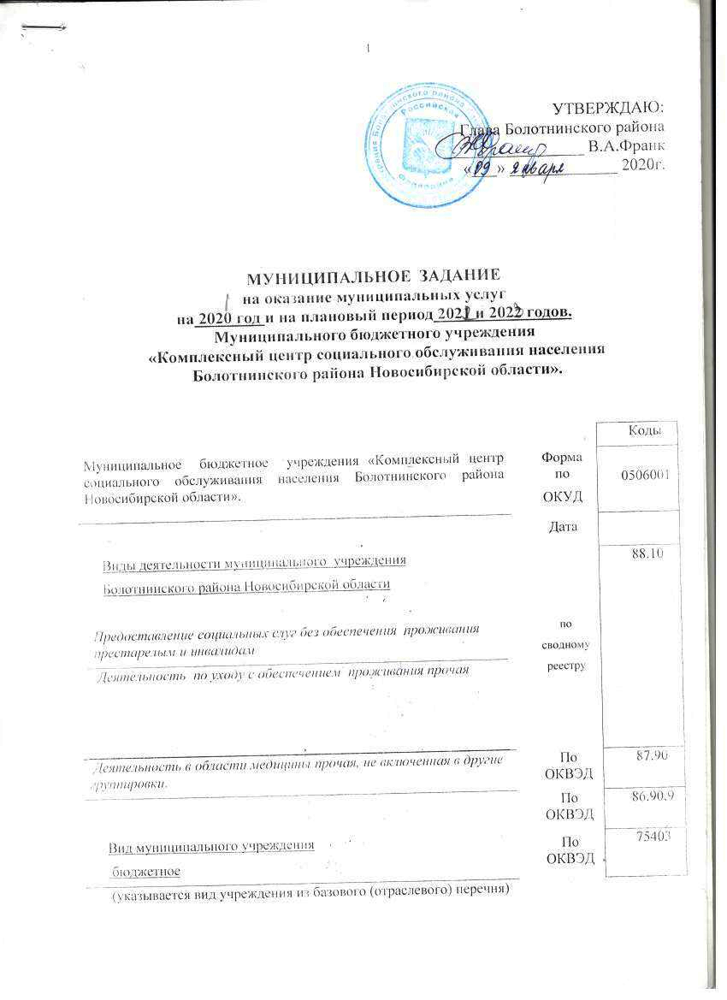 1
УТВЕРЖДАЮ:
Глава Болотнинского района
В.А.Франк
«09» января 2020г.
Российская
Федерация
МУНИЦИПАЛЬНОЕ ЗАДАНИЕ
на оказание муниципальных услуг
на 2020 год и на плановый период 2021 и 2022 годов.
Муниципального бюджетного учреждения
«Комплексный центр социального обслуживания населения
Болотнинского района Новосибирской области».
Коды
Муниципальное бюджетное учреждения «Комплексный центр
социального обслуживания населения Болотнинского района
Новосибирской области».
Форма
по
ОКУД
0506001
Дата
Виды деятельности муниципального учреждения
Болотнинского района Новосибирской области
88.10
Предоставление социальных слуг без обеспечения проживания
престарелым и инвалидам
Деятельность по уходу с обеспечением проживания прочая
по
сводному
реестру
Деятельность в области медицины прочая, не включенная в другие
группировки.
По
ОКВЭД
87.90
По
ОКВЭД
86.90.9
Вид муниципального учреждения
бюджетное
По
ОКВЭД
75403
(указывается вид учреждения из базового (отраслевого) перечня)